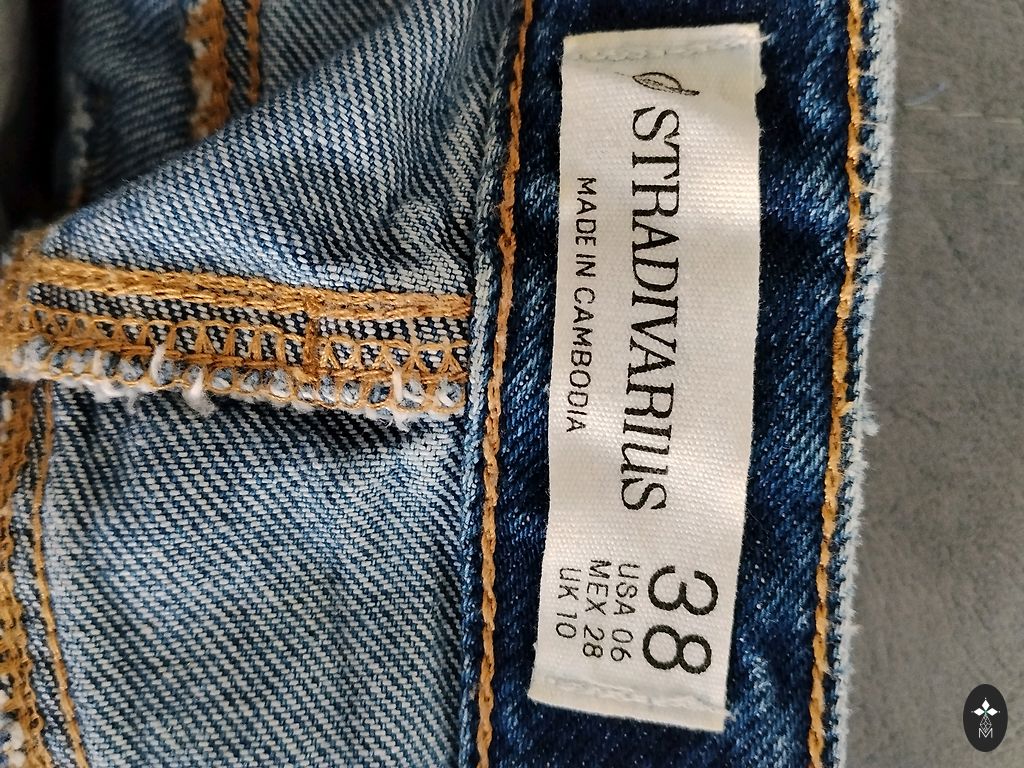 STRADIVARIUS
MADE IN CAMBODIA
38
USA 06
MEX 28
UK 10
M